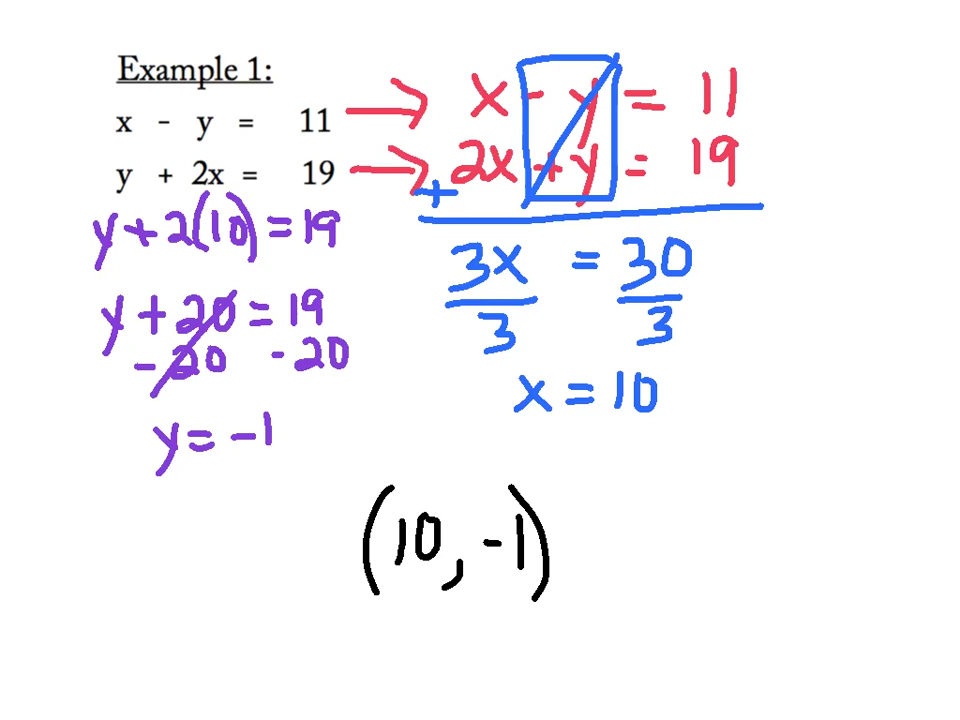 Example 1:
x - y = 11
y + 2x = 19
x - y = 11
2x + y = 19
+
3x = 30
3 3
x = 10
y + 2(10) = 19
y + 20 = 19
- 20 - 20
y = -1
(10, -1)